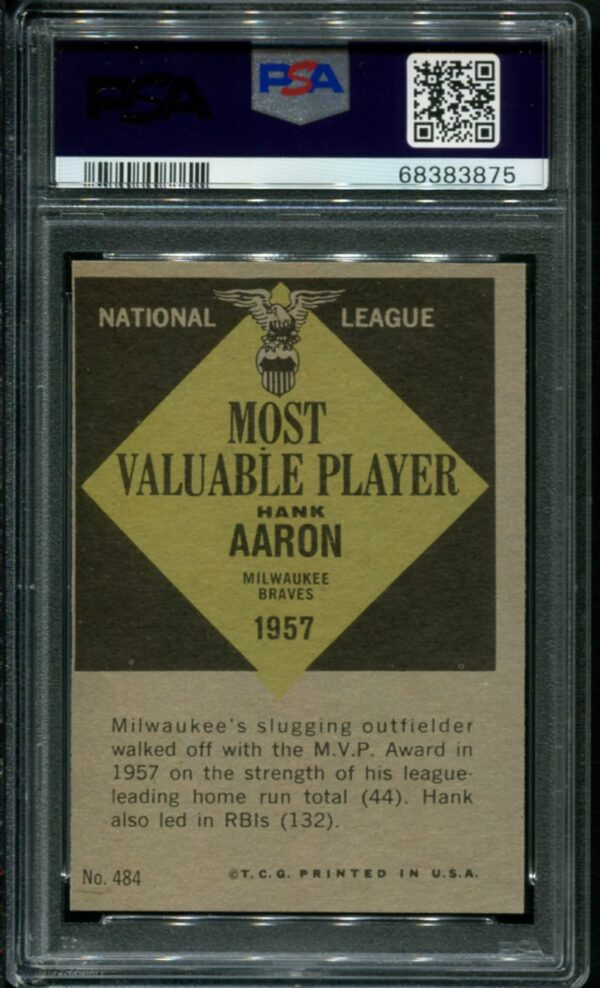 PSA
PSA
68383875
NATIONAL LEAGUE
MOST
VALUABLE PLAYER
HANK
AARON
MILWAUKEE
BRAVES
1957
Milwaukee's slugging outfielder
walked off with the M.V.P. Award in
1957 on the strength of his league-
leading home run total (44). Hank
also led in RBIs (132).
No. 484 ©T.C.G. PRINTED IN U.S.A.
PSA